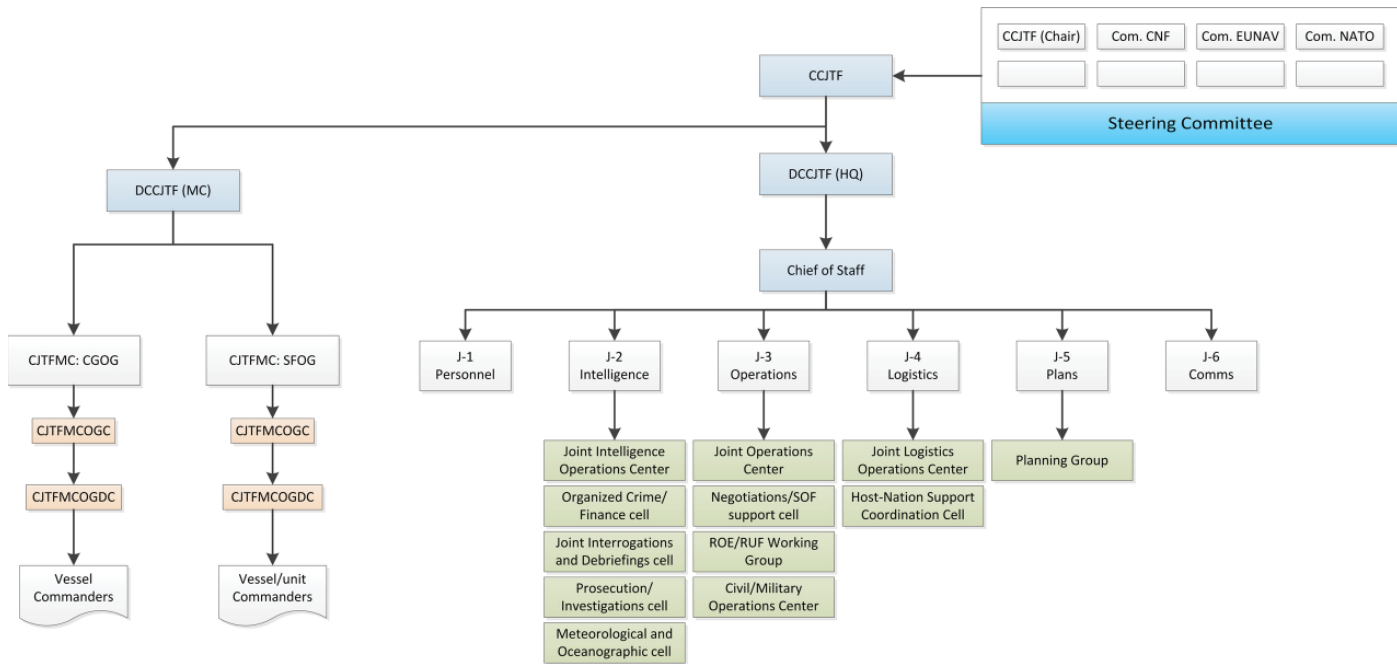 CCJTF (Chair)
Com. CNF
Com. EUNAV
Com. NATO
Steering Committee
CCJTF
DCCJTF (MC)
DCCJTF (HQ)
Chief of Staff
CJTFMC: CGOG
CJTFMC: SFOG
J-1
Personnel
J-2
Intelligence
J-3
Operations
J-4
Logistics
J-5
Plans
J-6
Comms
CJTFMCOGC
CJTFMCOGC
CJTFMCOGDC
CJTFMCOGDC
Vessel
Commanders
Vessel/unit
Commanders
Joint Intelligence
Operations Center
Organized Crime/
Finance cell
Joint Interrogations
and Debriefings cell
Prosecution/
Investigations cell
Meteorological and
Oceanographic cell
Joint Operations
Center
Negotiations/SOF
support cell
ROE/RUF Working
Group
Civil/Military
Operations Center
Joint Logistics
Operations Center
Host-Nation Support
Coordination Cell
Planning Group